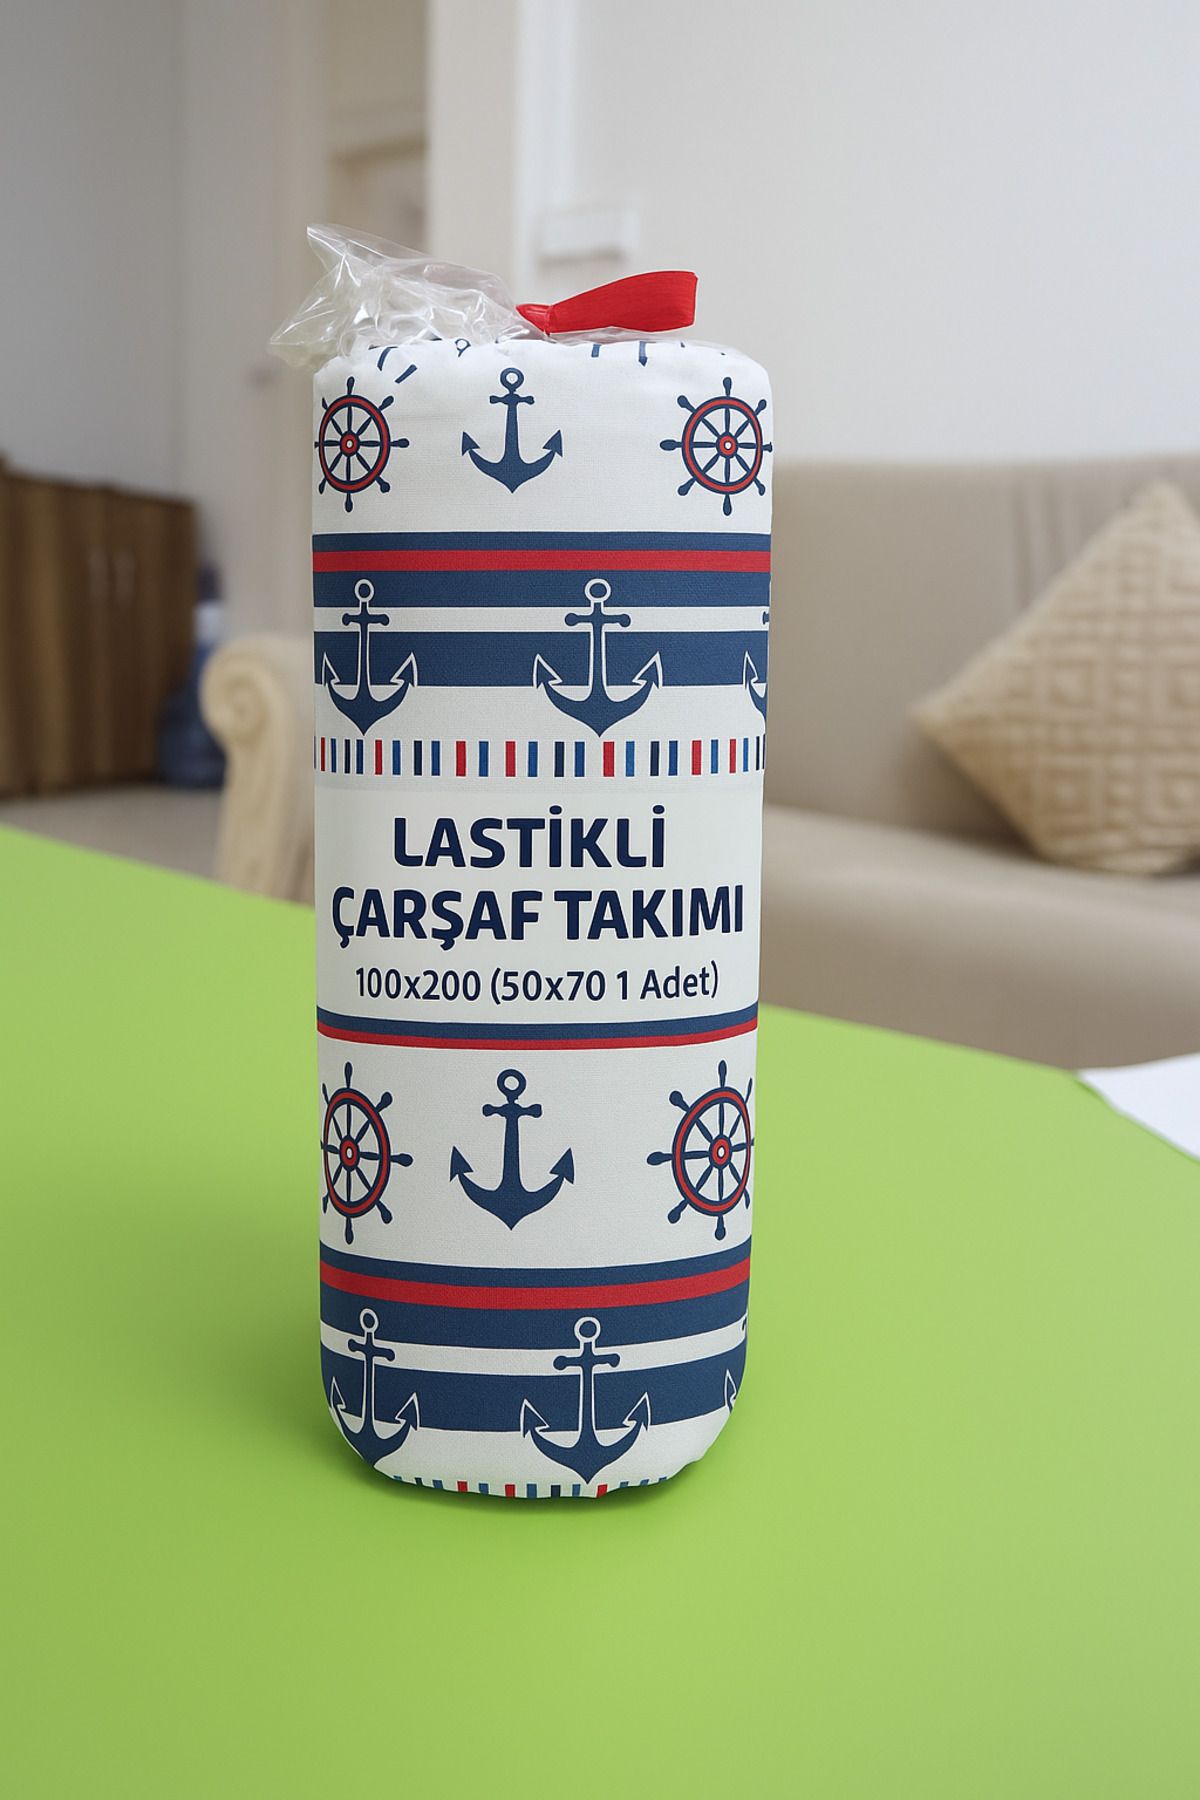 LASTİKLİ
ÇARŞAF TAKIMI
100x200 (50x70 1 Adet)